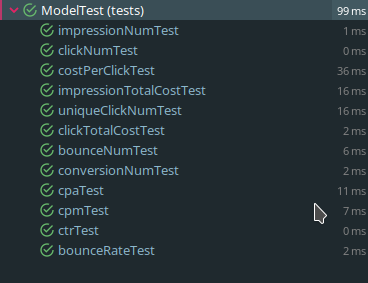 ModelTest (tests) 99 ms
impressionNumTest 1 ms
clickNumTest 0 ms
costPerClickTest 36 ms
impressionTotalCostTest 16 ms
uniqueClickNumTest 16 ms
clickTotalCostTest 2 ms
bounceNumTest 6 ms
conversionNumTest 2 ms
cpaTest 11 ms
cpmTest 7 ms
ctrTest 0 ms
bounceRateTest 2 ms